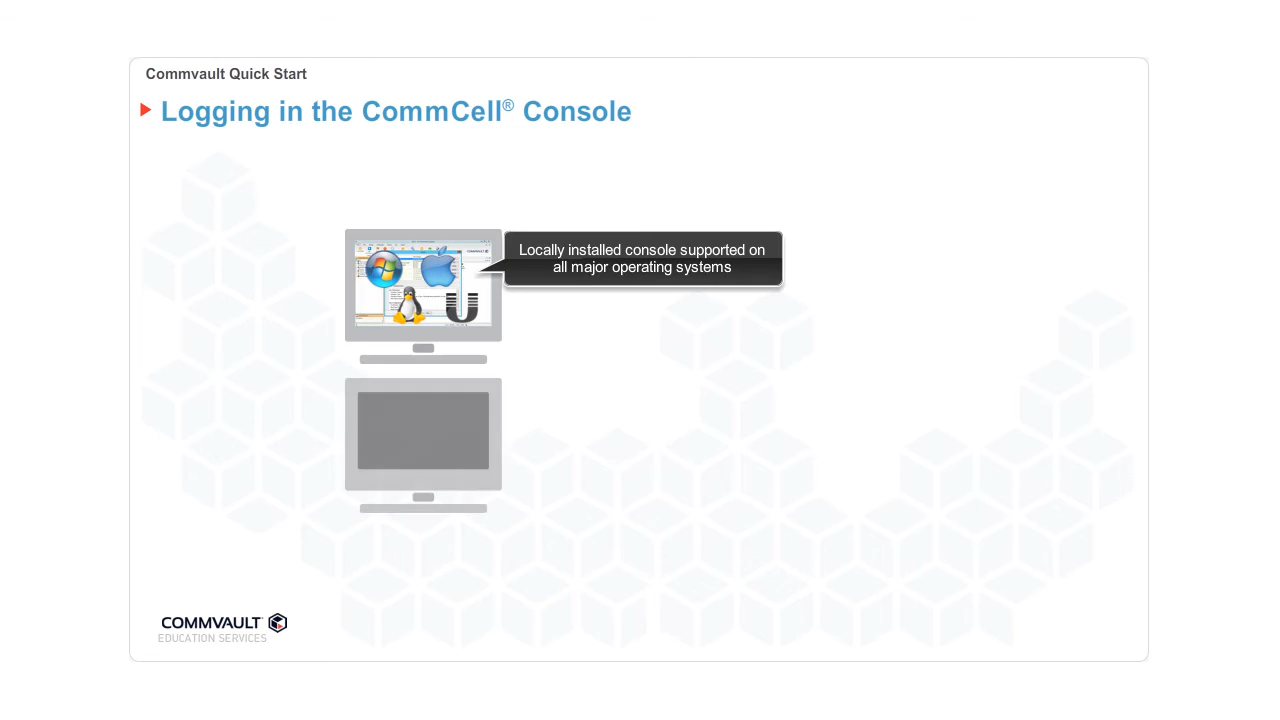 Commvault Quick Start
Logging in the CommCell® Console
Locally installed console supported on
all major operating systems
COMMVAULT
EDUCATION SERVICES